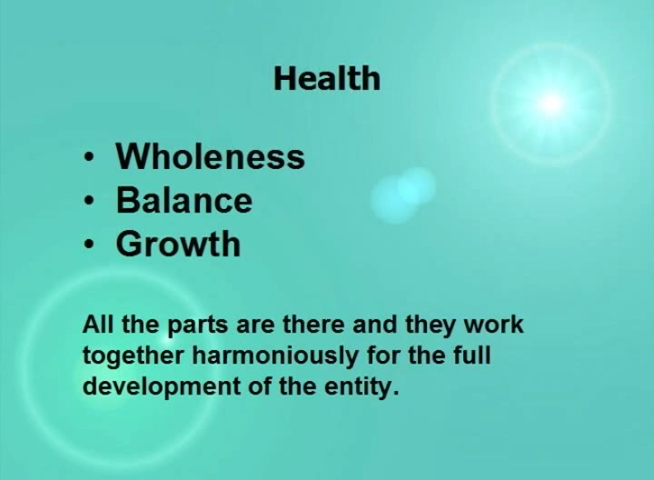 Health
• Wholeness
• Balance
• Growth
All the parts are there and they work
together harmoniously for the full
development of the entity.